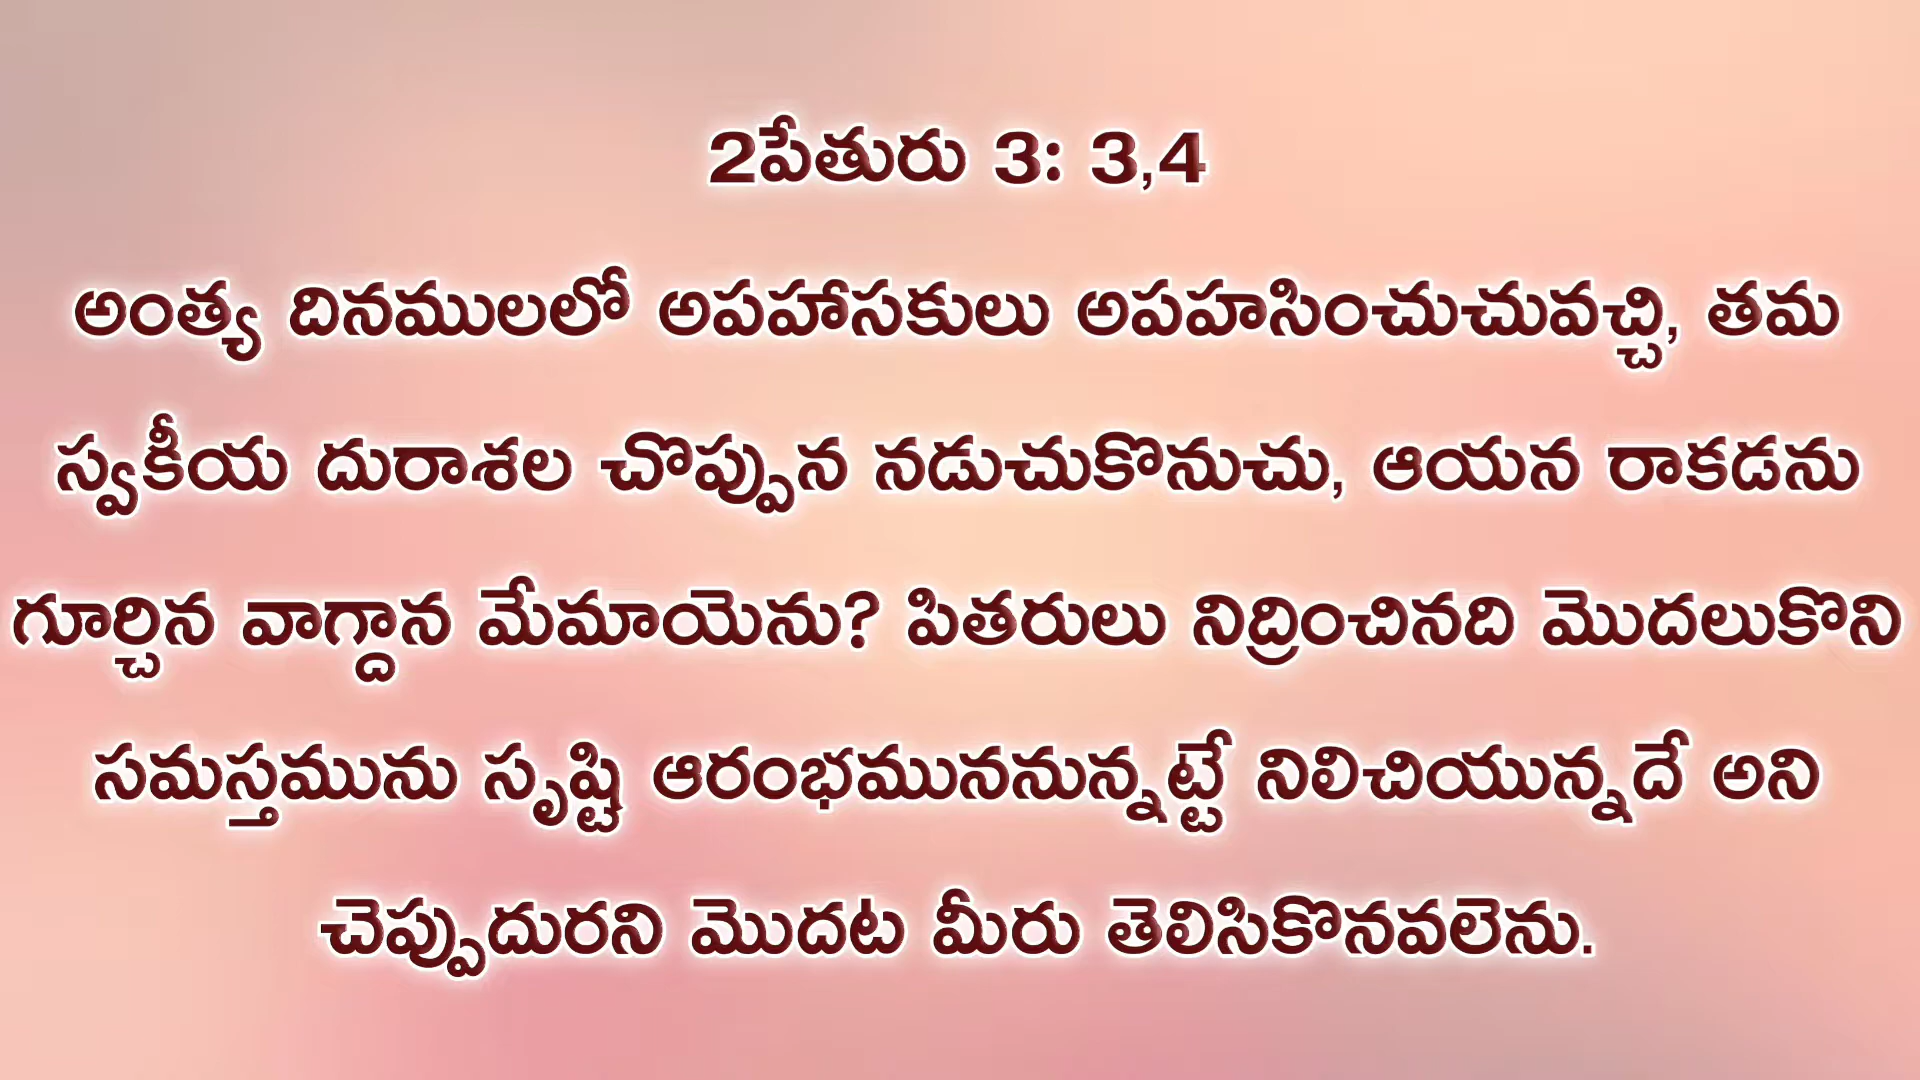 2పేతురు 3: 3,4
అంత్య దినములలో అపహాసకులు అపహసించుచువచ్చి, తమ
స్వకీయ దురాశల చొప్పున నడుచుకొనుచు, ఆయన రాకడను
గూర్చిన వాగ్దాన మేమాయెను? పితరులు నిద్రించినది మొదలుకొని
సమస్తమును సృష్టి ఆరంభముననున్నట్టే నిలిచియున్నదే అని
చెప్పుదురని మొదట మీరు తెలిసికొనవలెను.